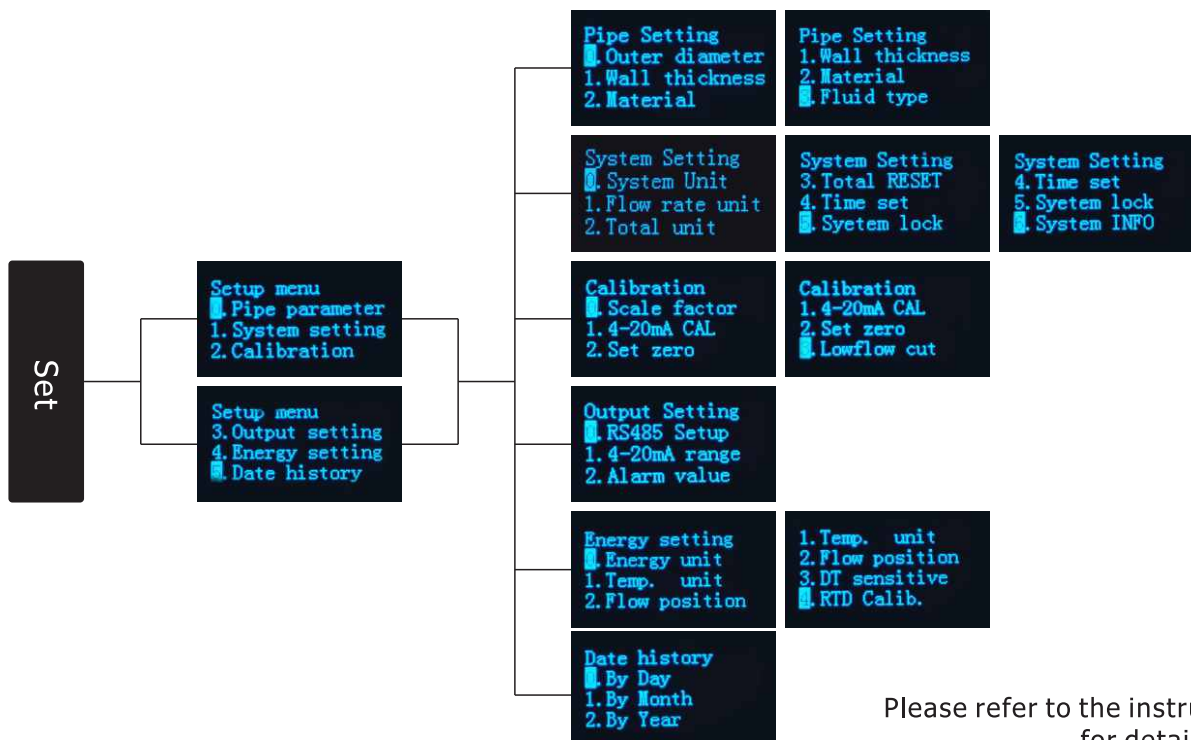 Set
Setup menu
0.Pipe parameter
1.System setting
2.Calibration
Setup menu
3.Output setting
4.Energy setting
5.Date history
Pipe Setting
0.Outer diameter
1.Wall thickness
2.Material
Pipe Setting
1.Wall thickness
2.Material
3.Fluid type
System Setting
0.System Unit
1.Flow rate unit
2.Total unit
System Setting
3.Total RESET
4.Time set
5.Syetem lock
System Setting
4.Time set
5.Syetem lock
6.System INFO
Calibration
0.Scale factor
1.4-20mA CAL
2.Set zero
Calibration
1.4-20mA CAL
2.Set zero
3.Lowflow cut
Output Setting
0.RS485 Setup
1.4-20mA range
2.Alarm value
Energy setting
0.Energy unit
1.Temp. unit
2.Flow position
1.Temp. unit
2.Flow position
3.DT sensitive
4.RTD Calib.
Date history
0.By Day
1.By Month
2.By Year
Please refer to the instru
for detai